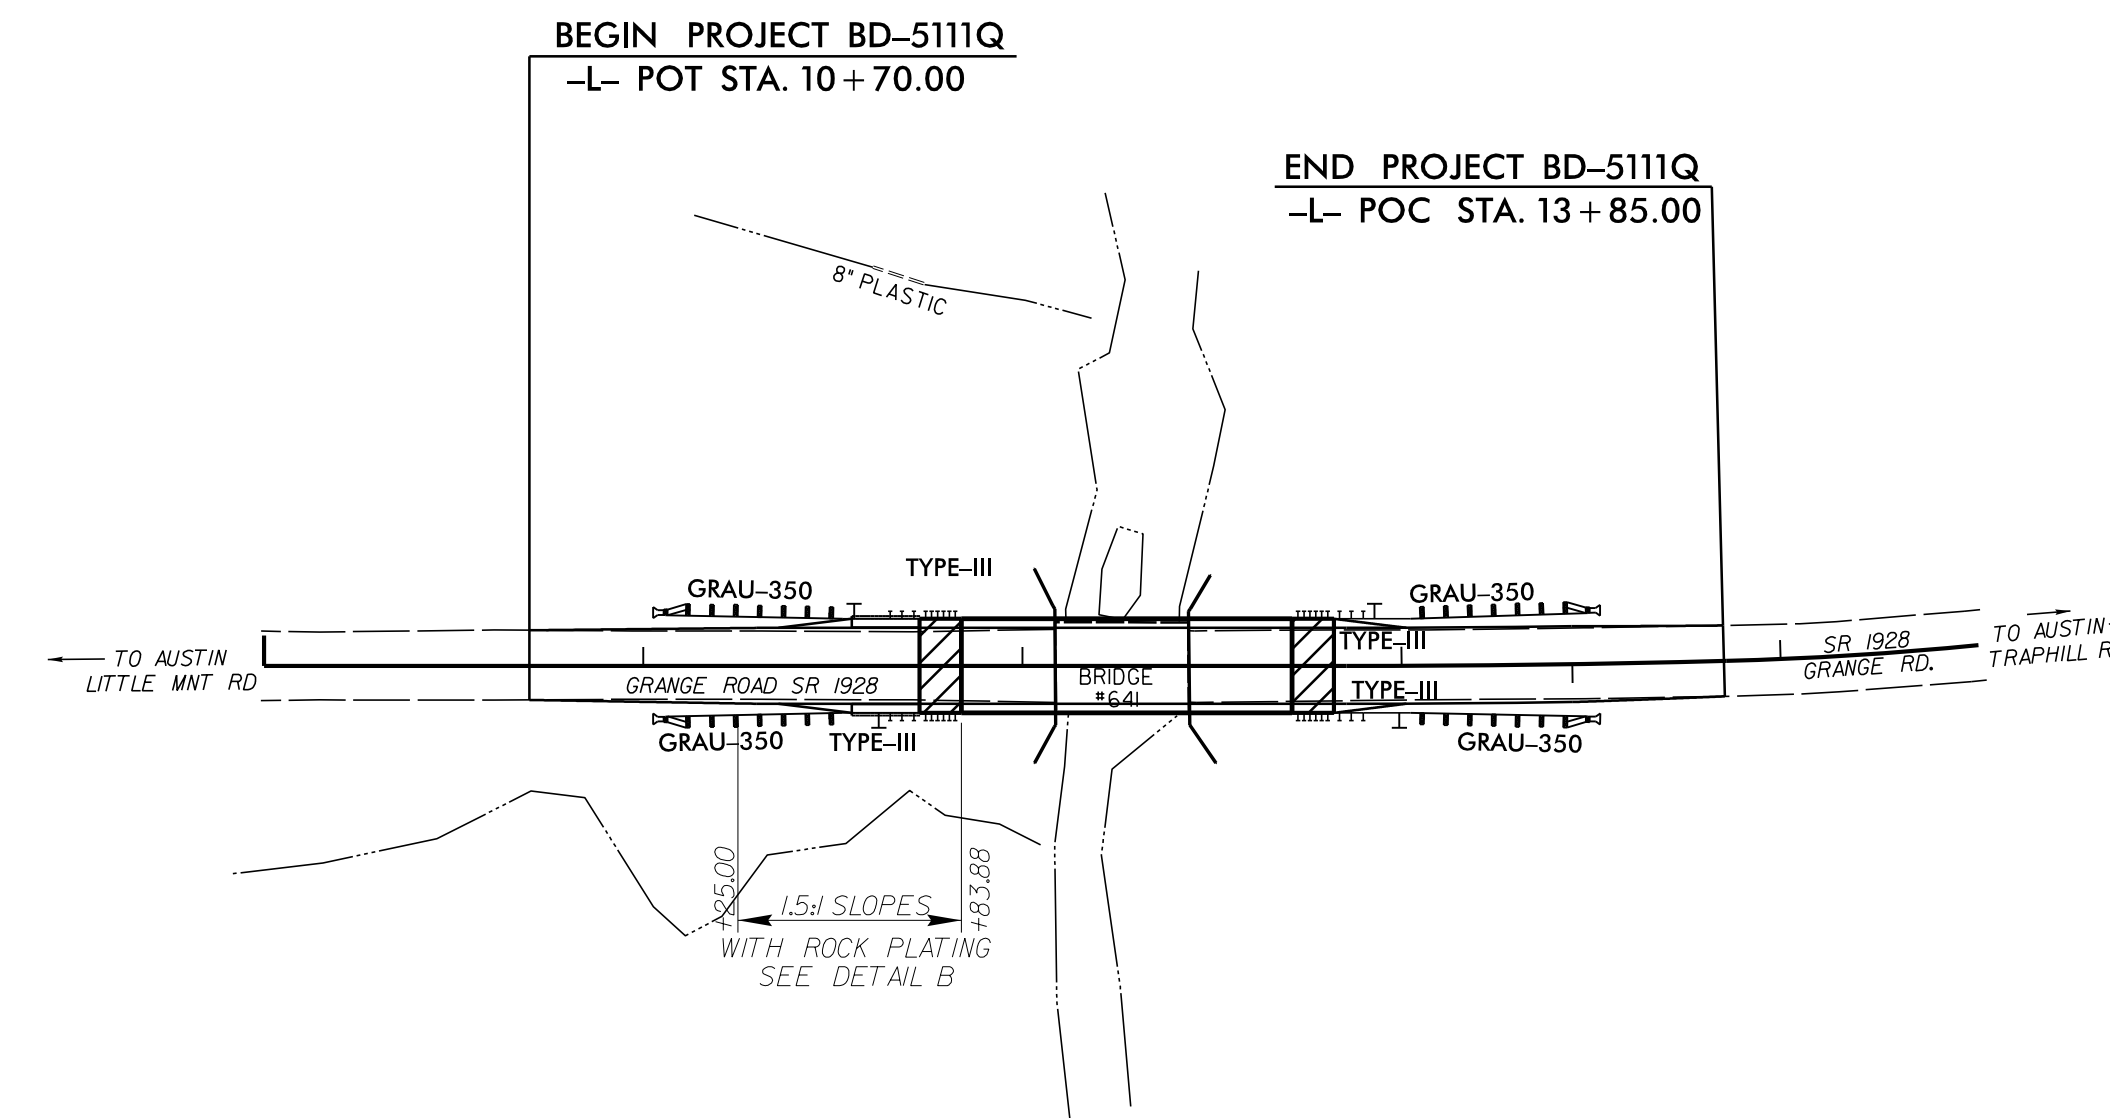 BEGIN PROJECT BD–5111Q
–L– POT STA. 10+70.00
END PROJECT BD–5111Q
–L– POC STA. 13+85.00
8" PLASTIC
TYPE–III
GRAU–350
GRAU–350
TYPE–III
TO AUSTIN
LITTLE MNT RD
GRANGE ROAD SR 1928
BRIDGE
#641
TYPE–III
SR 1928
GRANGE RD.
TO AUSTIN
TRAPHILL R
GRAU–350
TYPE–III
GRAU–350
+25.00
1.5:1 SLOPES
+83.88
WITH ROCK PLATING
SEE DETAIL B